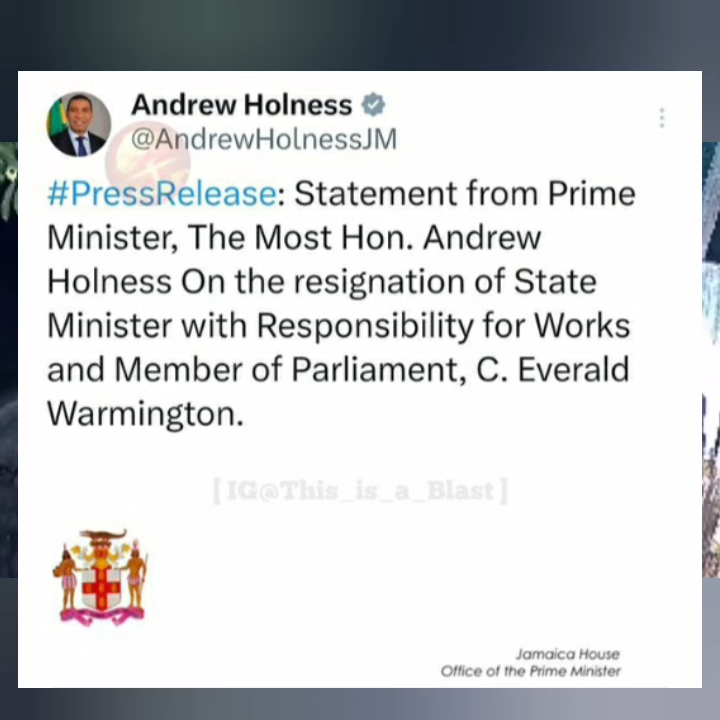 Andrew Holness
@AndrewHolnessJM
#PressRelease: Statement from Prime
Minister, The Most Hon. Andrew
Holness On the resignation of State
Minister with Responsibility for Works
and Member of Parliament, C. Everald
Warmington.
[ IG@This_is_a_Blast ]
Jamaica House
Office of the Prime Minister